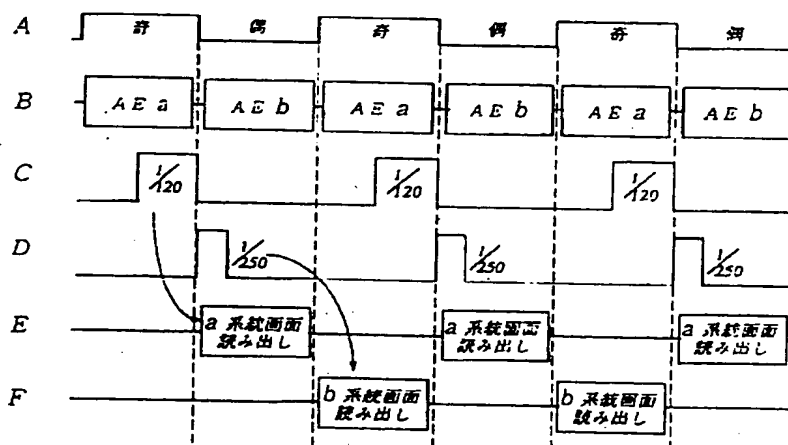 A 奇 偶 奇 偶 奇 偶
B AE a AE b AE a AE b AE a AE b
C 1/120 1/120 1/120
D 1/250 1/250 1/250
E a 系統画面 読み出し a 系統画面 読み出し a 系統画面 読み出し
F b 系統画面 読み出し b 系統画面 読み出し